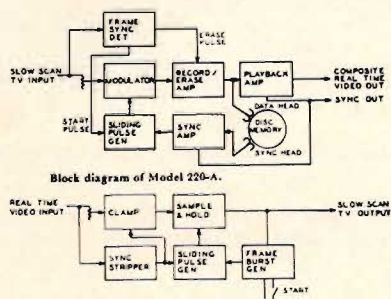 FRAME
SYNC
DET
ERASE
PULSE
SLOW SCAN
TV INPUT
MODULATOR
RECORD/
ERASE
AMP
PLAYBACK
AMP
COMPOSITE
REAL TIME
VIDEO OUT
SYNC OUT
START
PULSE
SLIDING
PULSE
GEN
SYNC
AMP
DATA HEAD
DISC
MEMORY
SYNC HEAD
Block diagram of Model 220-A.
REAL TIME
VIDEO INPUT
CLAMP
SAMPLE
& HOLD
SLOW SCAN
TV OUTPUT
SYNC
STRIPPER
SLIDING
PULSE
GEN
FRAME
BURST
GEN
START